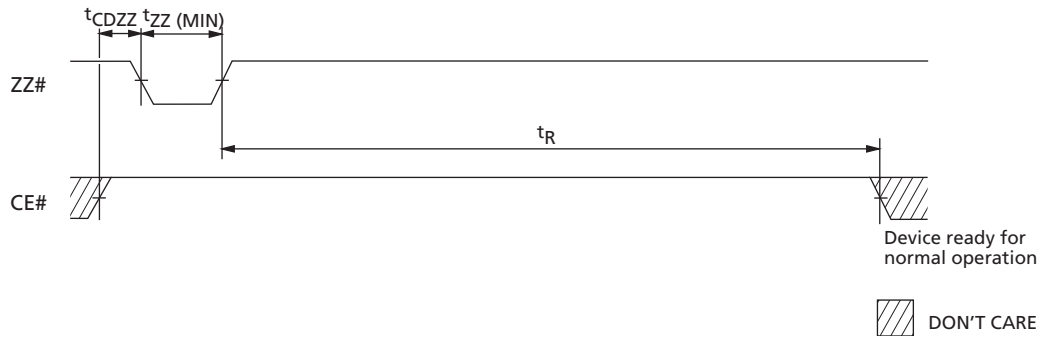 tCDZZ tZZ (MIN)
ZZ#
tR
CE#
Device ready for
normal operation
DON'T CARE